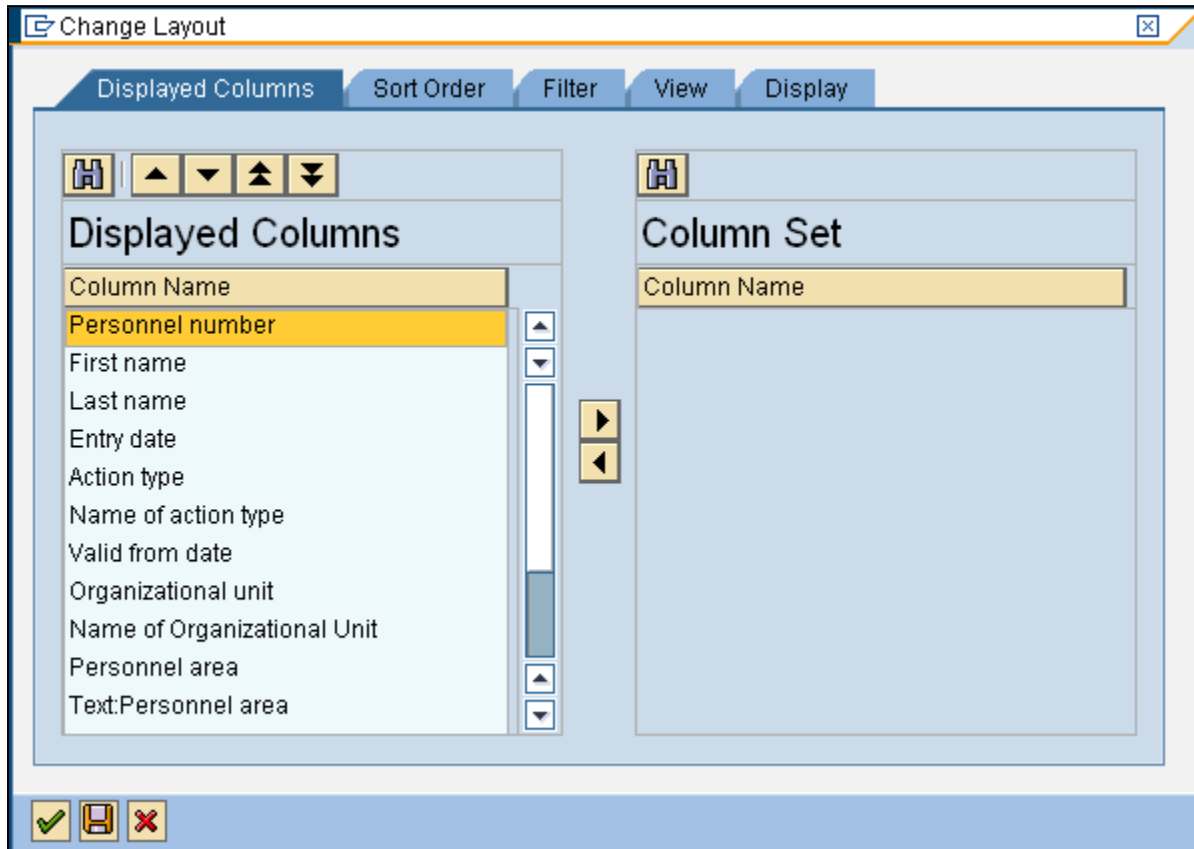 Change Layout
Displayed Columns Sort Order Filter View Display
Displayed Columns
Column Name
Personnel number
First name
Last name
Entry date
Action type
Name of action type
Valid from date
Organizational unit
Name of Organizational Unit
Personnel area
Text:Personnel area
Column Set
Column Name